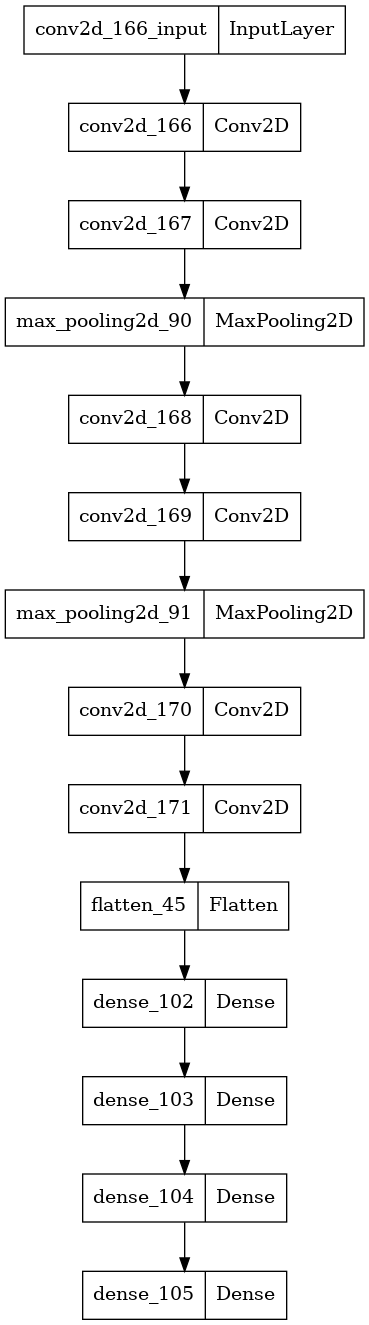 conv2d_166_input InputLayer
conv2d_166 Conv2D
conv2d_167 Conv2D
max_pooling2d_90 MaxPooling2D
conv2d_168 Conv2D
conv2d_169 Conv2D
max_pooling2d_91 MaxPooling2D
conv2d_170 Conv2D
conv2d_171 Conv2D
flatten_45 Flatten
dense_102 Dense
dense_103 Dense
dense_104 Dense
dense_105 Dense